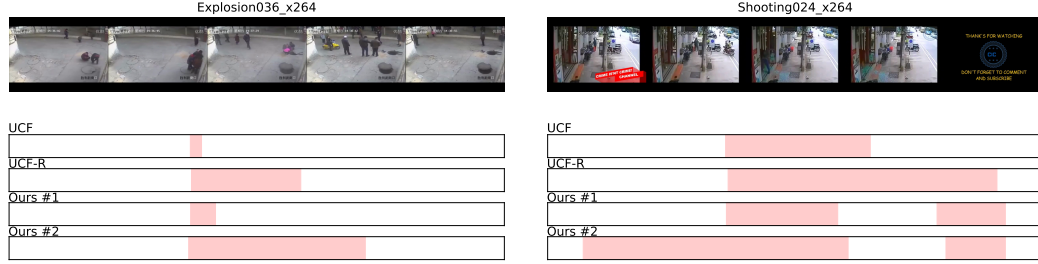 Explosion036_x264
UCF
UCF-R
Ours #1
Ours #2
Shooting024_x264
THANK'S FOR WATCHING
DON'T FORGET TO COMMENT
AND SUBSCRIBE
UCF
UCF-R
Ours #1
Ours #2